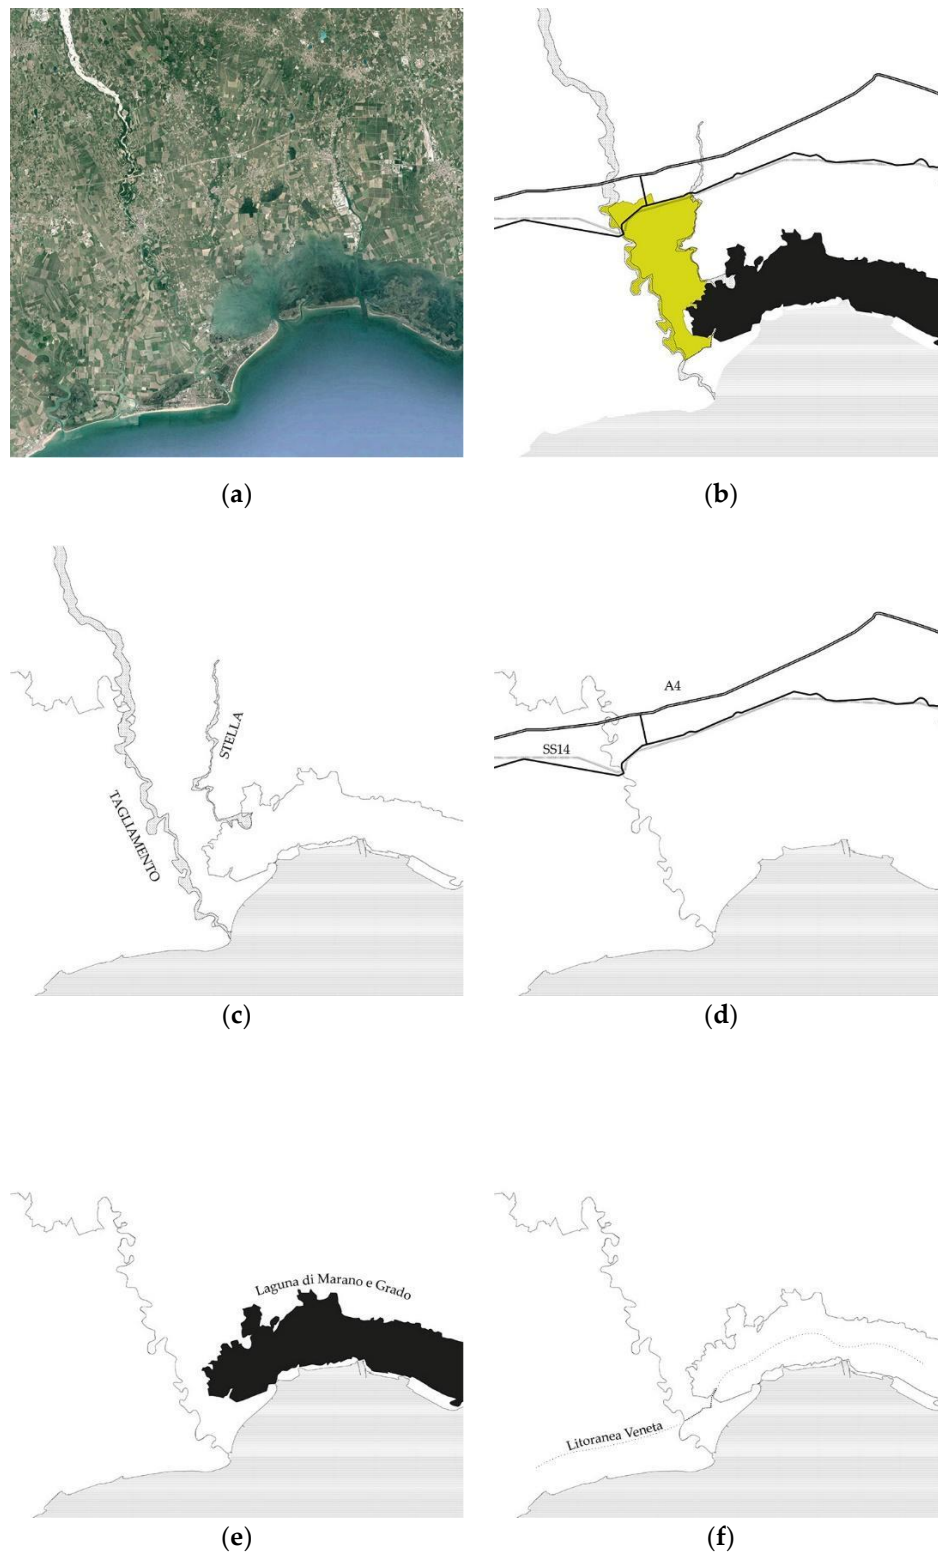 (a)
(b)
TAGLIAMENTO
STELLA
(c)
A4
SS14
(d)
Laguna di Marano e Grado
(e)
Litoranea Veneta
(f)